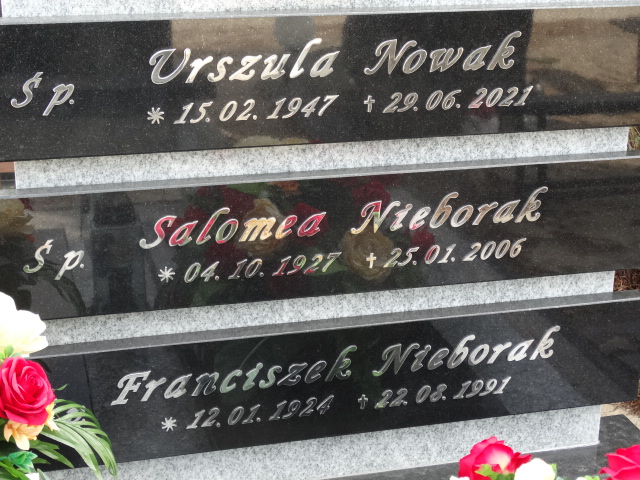 Urszula Nowak
Ś p.
* 15. 02. 1947 † 29. 06. 2021
Salomea Nieborak
Ś p.
* 04. 10. 1927 † 25. 01. 2006
Franciszek Nieborak
* 12. 01. 1924 † 22. 08. 1991